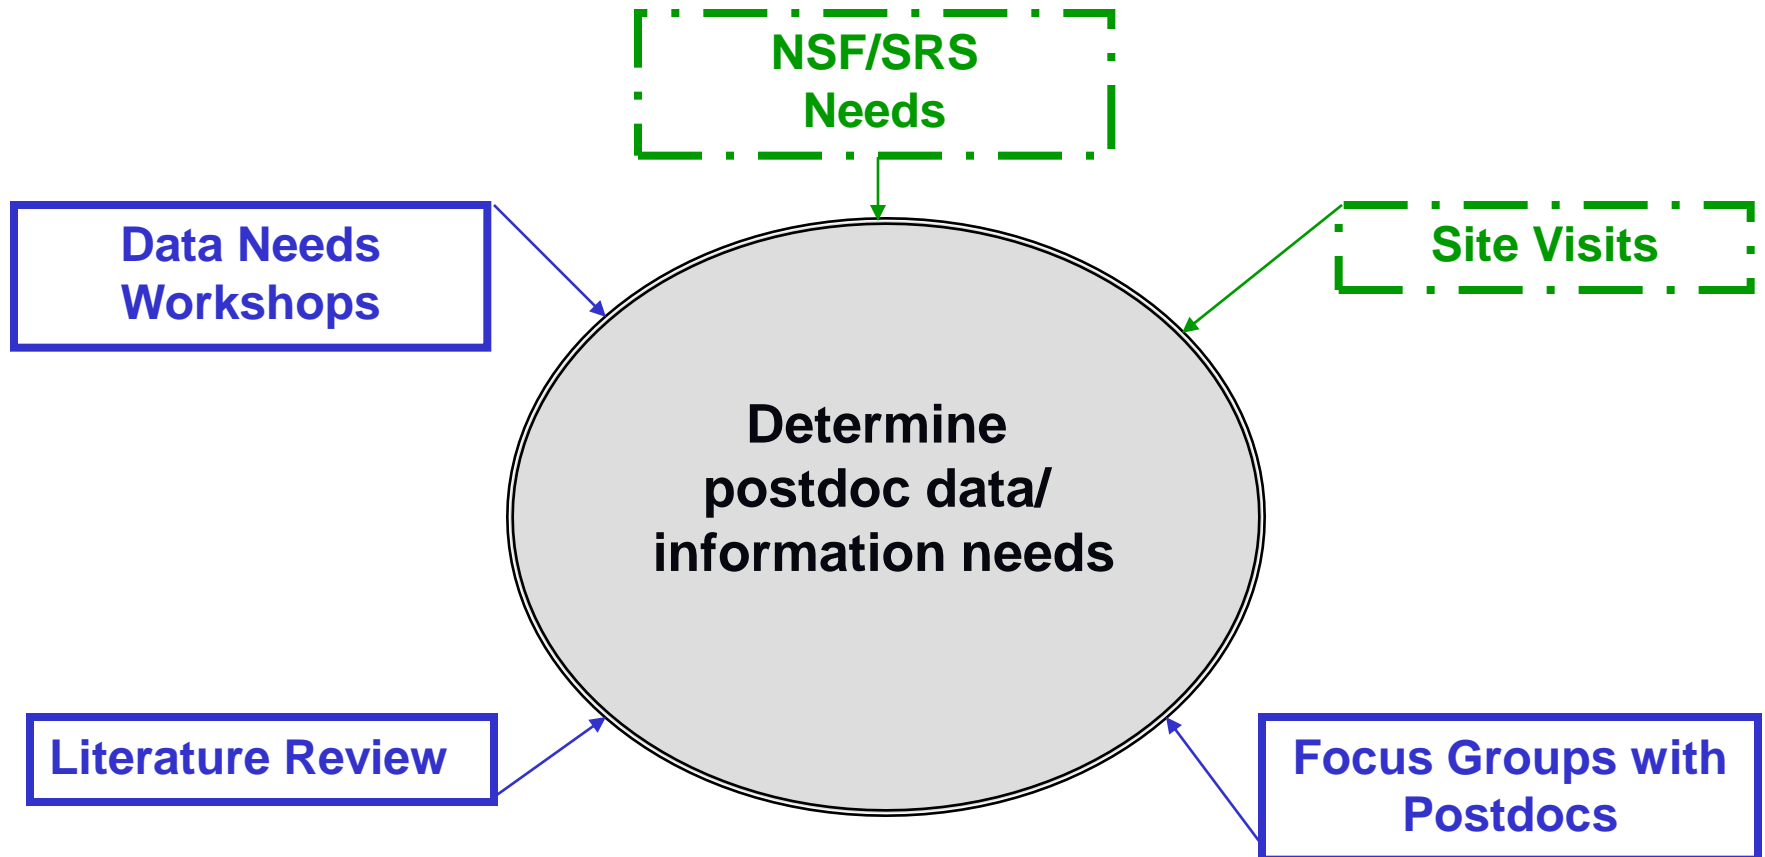 NSF/SRS
Needs
Data Needs
Workshops
Site Visits
Determine
postdoc data/
information needs
Literature Review
Focus Groups with
Postdocs